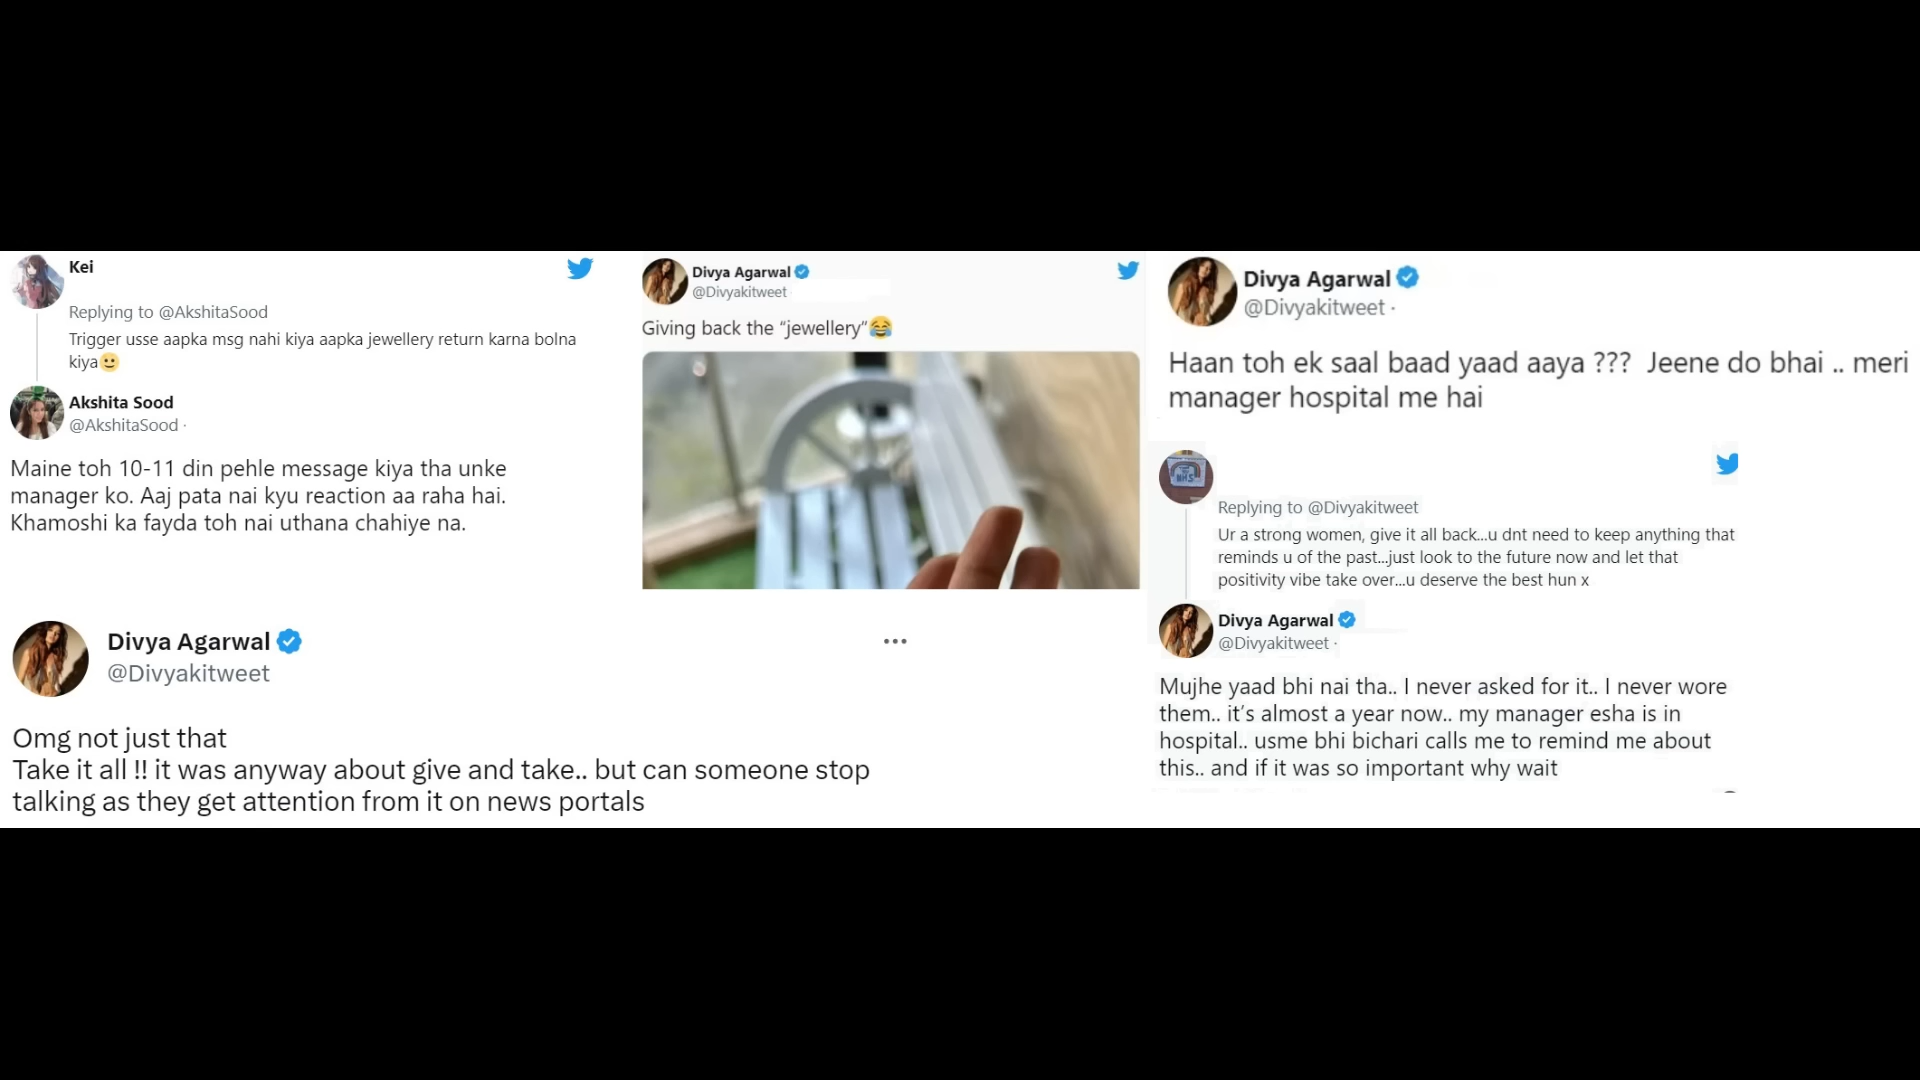 Kei
Replying to @AkshitaSood
Trigger usse aapka msg nahi kiya aapka jewellery return karna bolna
kiya🙂
Akshita Sood
@AkshitaSood ·
Maine toh 10-11 din pehle message kiya tha unke
manager ko. Aaj pata nai kyu reaction aa raha hai.
Khamoshi ka fayda toh nai uthana chahiye na.
Divya Agarwal
@Divyakitweet
Giving back the “jewellery”😂
Divya Agarwal
@Divyakitweet
Omg not just that
Take it all !! it was anyway about give and take.. but can someone stop
talking as they get attention from it on news portals
Divya Agarwal
@Divyakitweet ·
Haan toh ek saal baad yaad aaya ??? Jeene do bhai .. meri
manager hospital me hai
Replying to @Divyakitweet
Ur a strong women, give it all back...u dnt need to keep anything that
reminds u of the past...just look to the future now and let that
positivity vibe take over...u deserve the best hun x
Divya Agarwal
@Divyakitweet ·
Mujhe yaad bhi nai tha.. I never asked for it.. I never wore
them.. it’s almost a year now.. my manager esha is in
hospital.. usme bhi bichari calls me to remind me about
this.. and if it was so important why wait